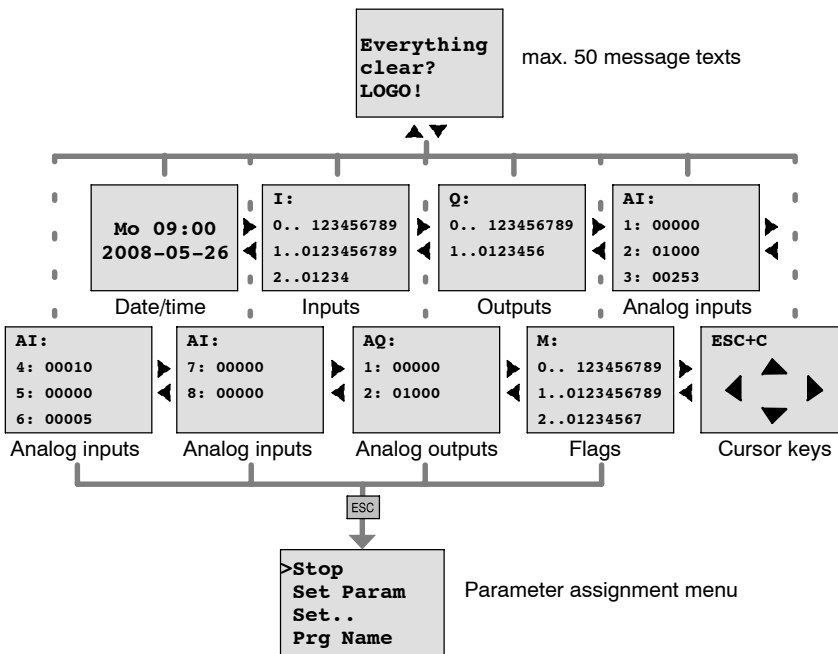 Everything
clear?
LOGO!
max. 50 message texts
Mo 09:00
2008-05-26
Date/time
I:
0.. 123456789
1..0123456789
2..01234
Inputs
Q:
0.. 123456789
1..0123456
Outputs
AI:
1: 00000
2: 01000
3: 00253
Analog inputs
AI:
4: 00010
5: 00000
6: 00005
Analog inputs
AI:
7: 00000
8: 00000
Analog inputs
AQ:
1: 00000
2: 01000
Analog outputs
M:
0.. 123456789
1..0123456789
2..01234567
Flags
ESC+C
Cursor keys
ESC
>Stop
Set Param
Set..
Prg Name
Parameter assignment menu